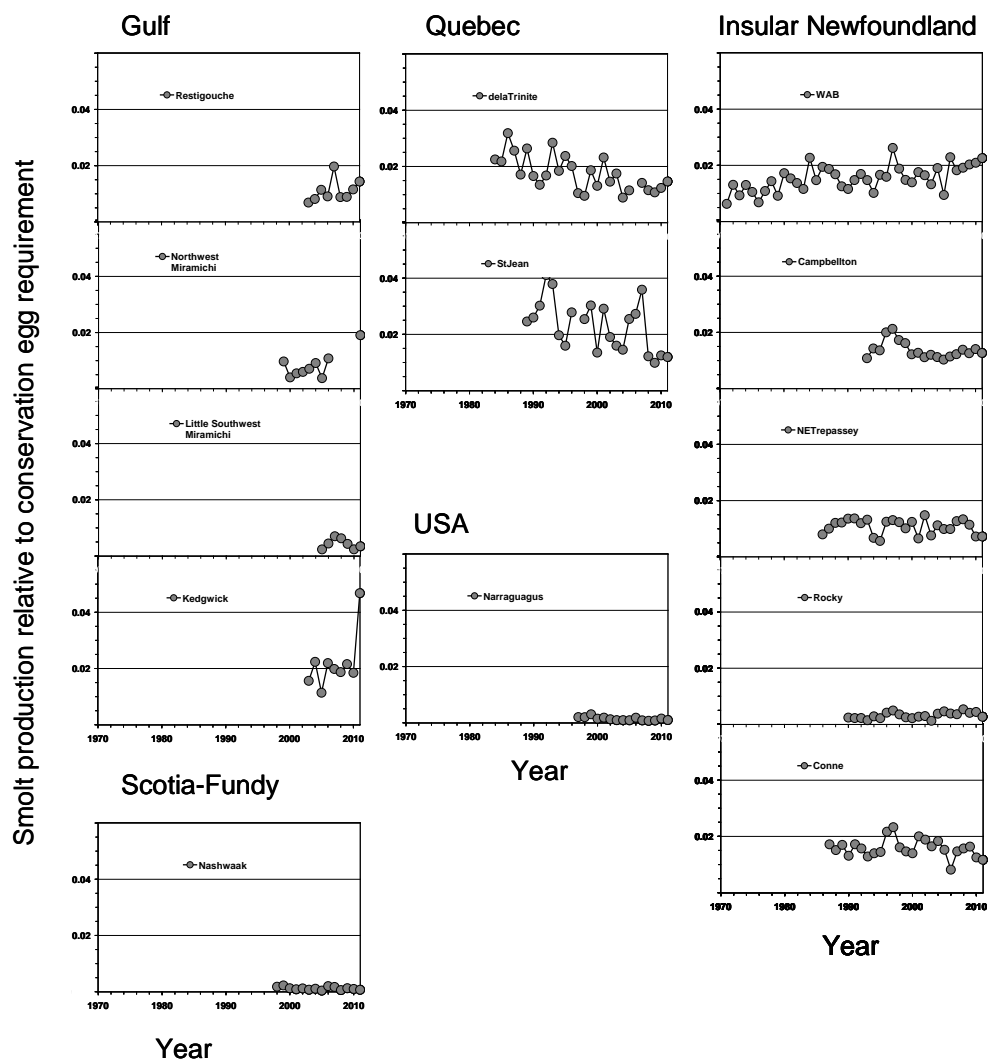 Smolt production relative to conservation egg requirement
Gulf
Restigouche
0.04
0.02
Northwest
Miramichi
0.04
0.02
Little Southwest
Miramichi
0.04
0.02
Kedgwick
0.04
0.02
1970 1980 1990 2000 2010
Scotia-Fundy
Nashwaak
0.04
0.02
1970 1980 1990 2000 2010
Year
Quebec
delaTrinite
0.04
0.02
StJean
0.04
0.02
1970 1980 1990 2000 2010
USA
Narraguagus
0.04
0.02
1970 1980 1990 2000 2010
Year
Insular Newfoundland
WAB
0.04
0.02
Campbellton
0.04
0.02
NETrepassey
0.04
0.02
Rocky
0.04
0.02
Conne
0.04
0.02
1970 1980 1990 2000 2010
Year